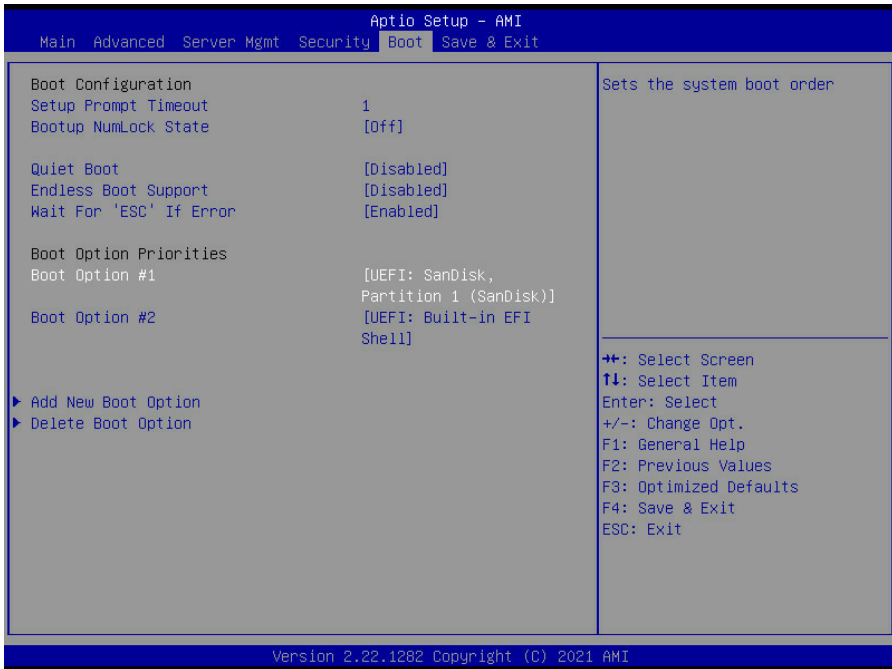 Aptio Setup – AMI
Main Advanced Server Mgmt Security Boot Save & Exit
Boot Configuration
Setup Prompt Timeout 1
Bootup NumLock State [Off]
Quiet Boot [Disabled]
Endless Boot Support [Disabled]
Wait For 'ESC' If Error [Enabled]
Boot Option Priorities
Boot Option #1 [UEFI: SanDisk,
Partition 1 (SanDisk)]
Boot Option #2 [UEFI: Built-in EFI
Shell]
Add New Boot Option
Delete Boot Option
Sets the system boot order
→←: Select Screen
↑↓: Select Item
Enter: Select
+/-: Change Opt.
F1: General Help
F2: Previous Values
F3: Optimized Defaults
F4: Save & Exit
ESC: Exit
Version 2.22.1282 Copyright (C) 2021 AMI